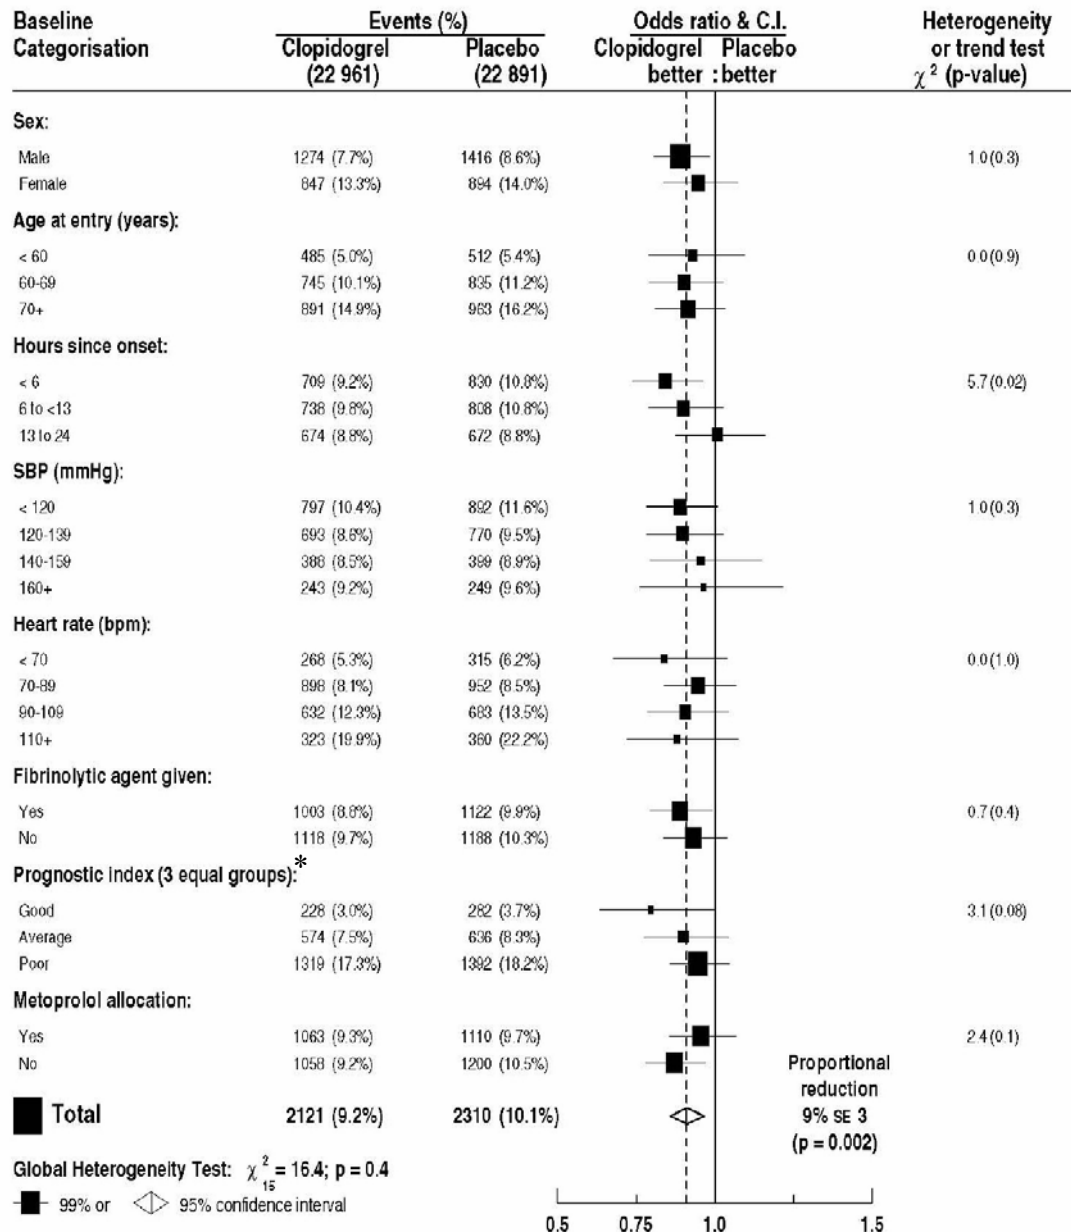 Baseline Events (%) Odds ratio & C.I. Heterogeneity
Categorisation Clopidogrel Placebo Clopidogrel Placebo or trend test
(22 961) (22 891) better : better χ² (p-value)
Sex:
Male 1274 (7.7%) 1416 (8.6%) 1.0 (0.3)
Female 847 (13.3%) 894 (14.0%)
Age at entry (years):
< 60 485 (5.0%) 512 (5.4%) 0.0 (0.9)
60-69 745 (10.1%) 835 (11.2%)
70+ 891 (14.9%) 963 (16.2%)
Hours since onset:
< 6 709 (9.2%) 830 (10.8%) 5.7 (0.02)
6 to <13 738 (9.8%) 808 (10.8%)
13 to 24 674 (8.8%) 672 (8.8%)
SBP (mmHg):
< 120 797 (10.4%) 892 (11.6%) 1.0 (0.3)
120-139 693 (8.6%) 770 (9.5%)
140-159 388 (8.5%) 399 (8.9%)
160+ 243 (9.2%) 249 (9.6%)
Heart rate (bpm):
< 70 268 (5.3%) 315 (6.2%) 0.0 (1.0)
70-89 898 (8.1%) 952 (8.5%)
90-109 632 (12.3%) 683 (13.5%)
110+ 323 (19.9%) 360 (22.2%)
Fibrinolytic agent given:
Yes 1003 (8.8%) 1122 (9.9%) 0.7 (0.4)
No 1118 (9.7%) 1188 (10.3%)
Prognostic index (3 equal groups):*
Good 228 (3.0%) 282 (3.7%) 3.1 (0.08)
Average 574 (7.5%) 636 (8.3%)
Poor 1319 (17.3%) 1392 (18.2%)
Metoprolol allocation:
Yes 1063 (9.3%) 1110 (9.7%) 2.4 (0.1)
No 1058 (9.2%) 1200 (10.5%) Proportional
reduction
Total 2121 (9.2%) 2310 (10.1%) 9% SE 3
(p = 0.002)
Global Heterogeneity Test: χ²₁₅ = 16.4; p = 0.4
99% or 95% confidence interval
0.5 0.75 1.0 1.5